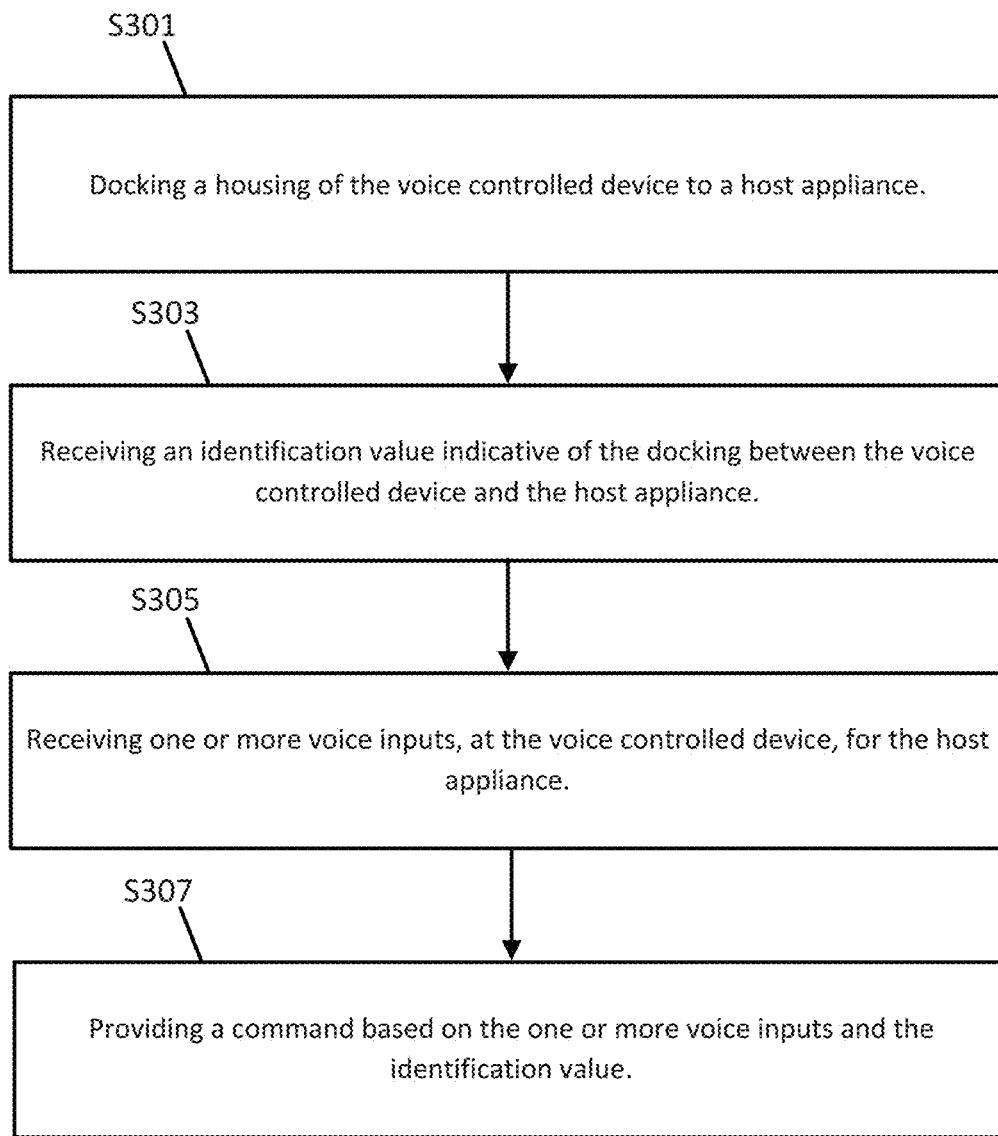 S301
Docking a housing of the voice controlled device to a host appliance.
S303
Receiving an identification value indicative of the docking between the voice
controlled device and the host appliance.
S305
Receiving one or more voice inputs, at the voice controlled device, for the host
appliance.
S307
Providing a command based on the one or more voice inputs and the
identification value.